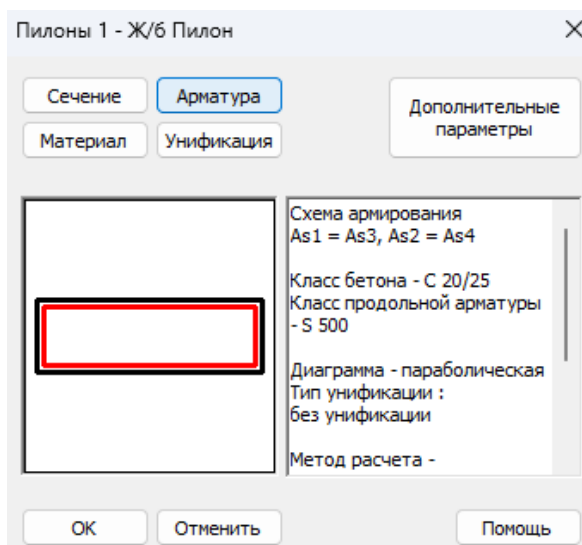 Пилоны 1 - Ж/б Пилон
Сечение
Арматура
Дополнительные
параметры
Материал
Унификация
Схема армирования
As1 = As3, As2 = As4
Класс бетона - C 20/25
Класс продольной арматуры
- S 500
Диаграмма - параболическая
Тип унификации :
без унификации
Метод расчета -
OK
Отменить
Помощь